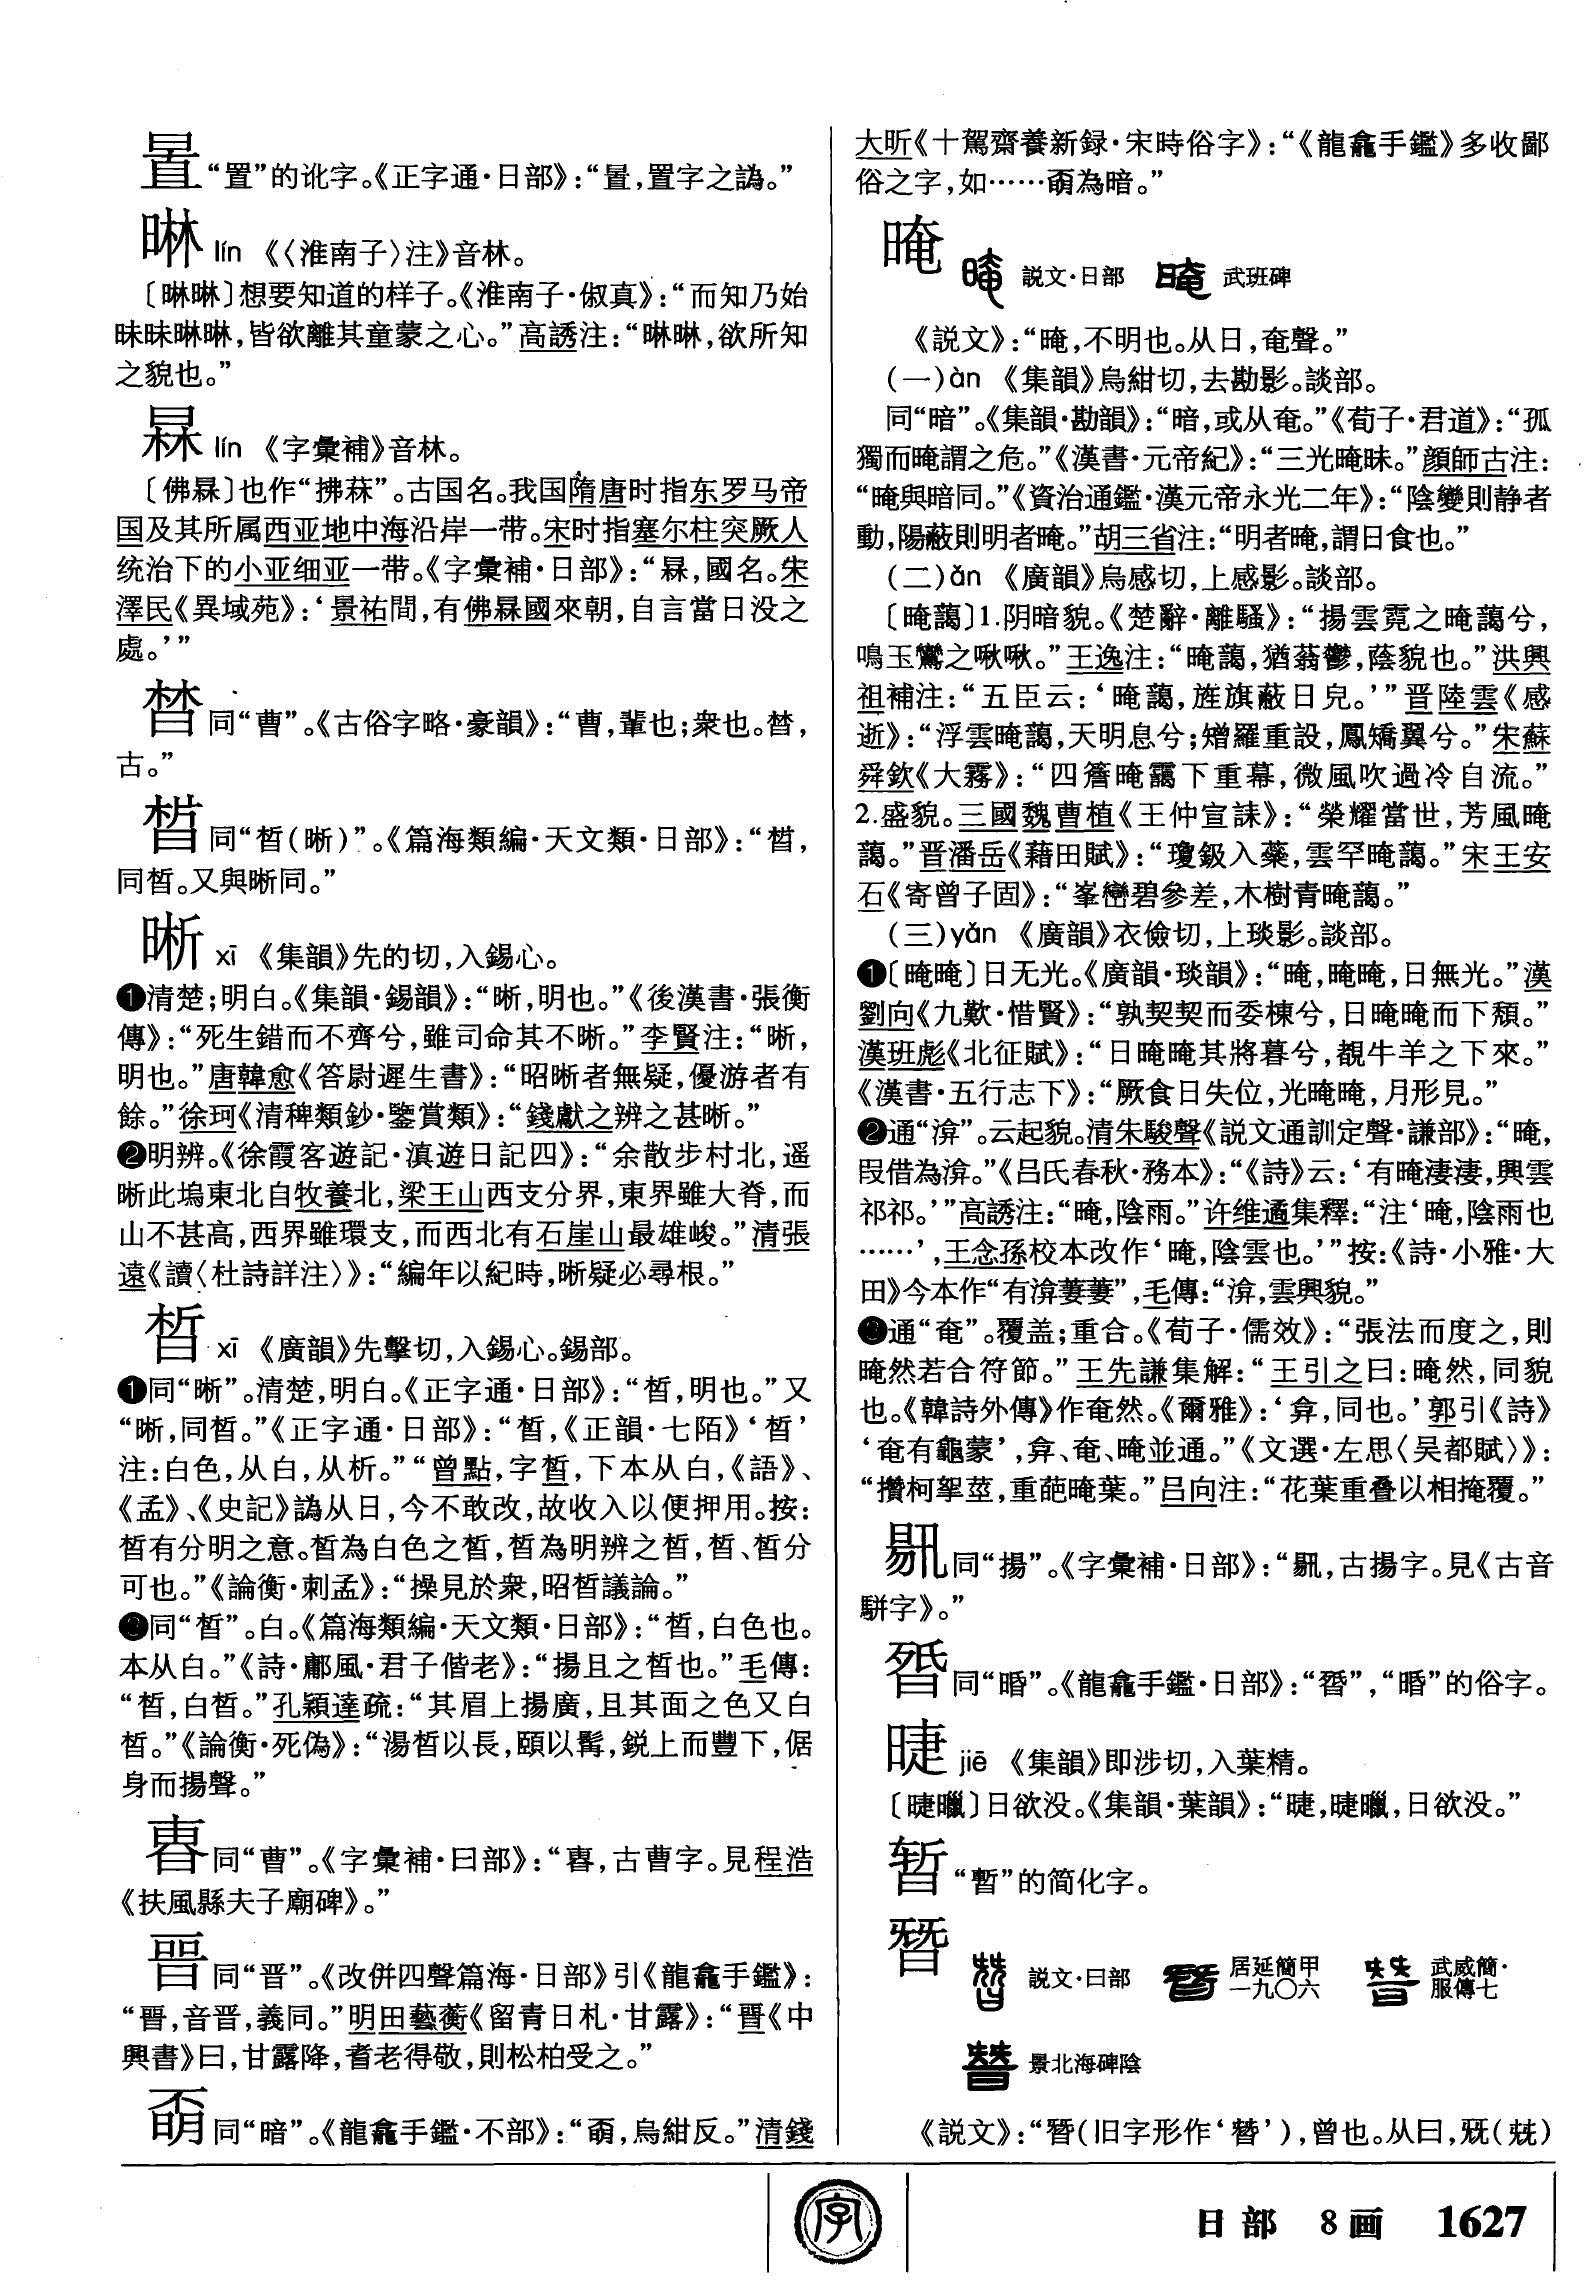 “置”的讹字。《正字通·日部》：“㫫，置字之譌。”
晽 lín 《〈淮南子〉注》音林。
〔晽晽〕想要知道的样子。《淮南子·俶真》：“而知乃始
昧昧晽晽，皆欲離其童蒙之心。”高誘注：“晽晽，欲所知
之貌也。”
㝝 lín 《字彙補》音林。
也作“拂菻”。古国名。我国隋唐时指东罗马帝
国及其所属西亚地中海沿岸一带。宋时指塞尔柱突厥人
统治下的小亚细亚一带。《字彙補·日部》：“，國名。朱
澤民《異域苑》：‘景祐間，有佛國來朝，自言當日没之
處。’”
同“曹”。《古俗字略·豪韻》：“曹，輩也；衆也。，
古。”
同“晳(晰)”。《篇海類編·天文類·日部》：“，
同晳。又與晰同。”
晰 xī 《集韻》先的切，入錫心。
❶清楚；明白。《集韻·錫韻》：“晰，明也。”《後漢書·張衡
傳》：“死生錯而不齊兮，雖司命其不晰。”李賢注：“晰，
明也。”唐韓愈《答尉遲生書》：“昭晰者無疑，優游者有
餘。”徐珂《清稗類鈔·鑒賞類》：“錢獻之辨之甚晰。”
❷明辨。《徐霞客遊記·滇遊日記四》：“余散步村北，遥
晰此塢東北自牧養北，梁王山西支分界，東界雖大脊，而
山不甚高，西界雖環支，而西北有石崖山最雄峻。”清張
遠《讀〈杜詩詳注〉》：“編年以紀時，晰疑必尋根。”
晳 xī 《廣韻》先擊切，入錫心。錫部。
❶同“晰”。清楚，明白。《正字通·日部》：“晳，明也。”又
“晰，同晳。”《正字通·日部》：“晳，《正韻·七陌》‘晳’
注：白色，从白，从析。”“曾點，字晳，下本从白，《語》、
《孟》、《史記》譌从日，今不敢改，故收入以便押用。按：
晳有分明之意。皙為白色之皙，晳為明辨之晳，皙、晳分
可也。”《論衡·刺孟》：“操見於衆，昭晳議論。”
❷同“皙”。白。《篇海類編·天文類·日部》：“晳，白色也。
本从白。”《詩·鄘風·君子偕老》：“揚且之晳也。”毛傳：
“晳，白晳。”孔穎達疏：“其眉上揚廣，且其面之色又白
晳。”《論衡·死偽》：“湯晳以長，頤以髯，鋭上而豐下，倨
身而揚聲。”
同“曹”。《字彙補·曰部》：“，古曹字。見程浩
《扶風縣夫子廟碑》。”
同“晋”。《改併四聲篇海·日部》引《龍龕手鑑》：
“，音晋，義同。”明田藝蘅《留青日札·甘露》：“《中
興書》曰，甘露降，耆老得敬，則松柏受之。”
同“暗”。《龍龕手鑑·不部》：“，烏紺反。”清錢
大昕《十駕齋養新録·宋時俗字》：“《龍龕手鑑》多收鄙
俗之字，如……為暗。”
晻 説文·日部 武班碑
《説文》：“晻，不明也。从日，奄聲。”
(一)àn 《集韻》烏紺切，去勘影。談部。
同“暗”。《集韻·勘韻》：“暗，或从奄。”《荀子·君道》：“孤
獨而晻謂之危。”《漢書·元帝紀》：“三光晻昧。”顔師古注：
“晻與暗同。”《資治通鑑·漢元帝永光二年》：“陰變則静者
動，陽蔽則明者晻。”胡三省注：“明者晻，謂日食也。”
(二)ǎn 《廣韻》烏感切，上感影。談部。
〔晻藹〕1.阴暗貌。《楚辭·離騷》：“揚雲霓之晻藹兮，
鳴玉鸞之啾啾。”王逸注：“晻藹，猶蓊鬱，蔭貌也。”洪興
祖補注：“五臣云：‘晻藹，旌旗蔽日皃。’”晋陸雲《感
逝》：“浮雲晻藹，天明息兮；矰羅重設，鳳矯翼兮。”宋蘇
舜欽《大霧》：“四簷晻靄下重幕，微風吹過冷自流。”
2.盛貌。三國魏曹植《王仲宣誄》：“榮耀當世，芳風晻
藹。”晋潘岳《藉田賦》：“瓊鈒入蘂，雲罕晻藹。”宋王安
石《寄曾子固》：“峯巒碧參差，木樹青晻藹。”
(三)yǎn 《廣韻》衣儉切，上琰影。談部。
❶〔晻晻〕日无光。《廣韻·琰韻》：“晻，晻晻，日無光。”漢
劉向《九歎·惜賢》：“孰契契而委棟兮，日晻晻而下頹。”
漢班彪《北征賦》：“日晻晻其將暮兮，覩牛羊之下來。”
《漢書·五行志下》：“厥食日失位，光晻晻，月形見。”
❷通“渰”。云起貌。清朱駿聲《説文通訓定聲·謙部》：“晻，
叚借為渰。”《吕氏春秋·務本》：“《詩》云：‘有晻淒淒，興雲
祁祁。’”高誘注：“晻，陰雨。”许维遹集釋：“注‘晻，陰雨也
……’，王念孫校本改作‘晻，陰雲也。’”按：《詩·小雅·大
田》今本作“有渰萋萋”，毛傳：“渰，雲興貌。”
❸通“奄”。覆盖；重合。《荀子·儒效》：“張法而度之，則
晻然若合符節。”王先謙集解：“王引之曰：晻然，同貌
也。《韓詩外傳》作奄然。《爾雅》：‘弇，同也。’郭引《詩》
‘奄有龜蒙’，弇、奄、晻並通。”《文選·左思〈吴都賦〉》：
“攢柯挐莖，重葩晻葉。”吕向注：“花葉重叠以相掩覆。”
同“揚”。《字彙補·日部》：“，古揚字。見《古音
駢字》。”
同“昬”。《龍龕手鑑·日部》：“”，“”的俗字。
䀹 jiē 《集韻》即涉切，入葉精。
日欲没。《集韻·葉韻》：“，日欲没。”
暂 “暫”的简化字。
朁 説文·曰部 居延簡甲一九〇六 武威簡·服傳七
景北海碑陰
《説文》：“朁(旧字形作‘朁’)，曾也。从曰，兓(兓)
日部 8画 1627